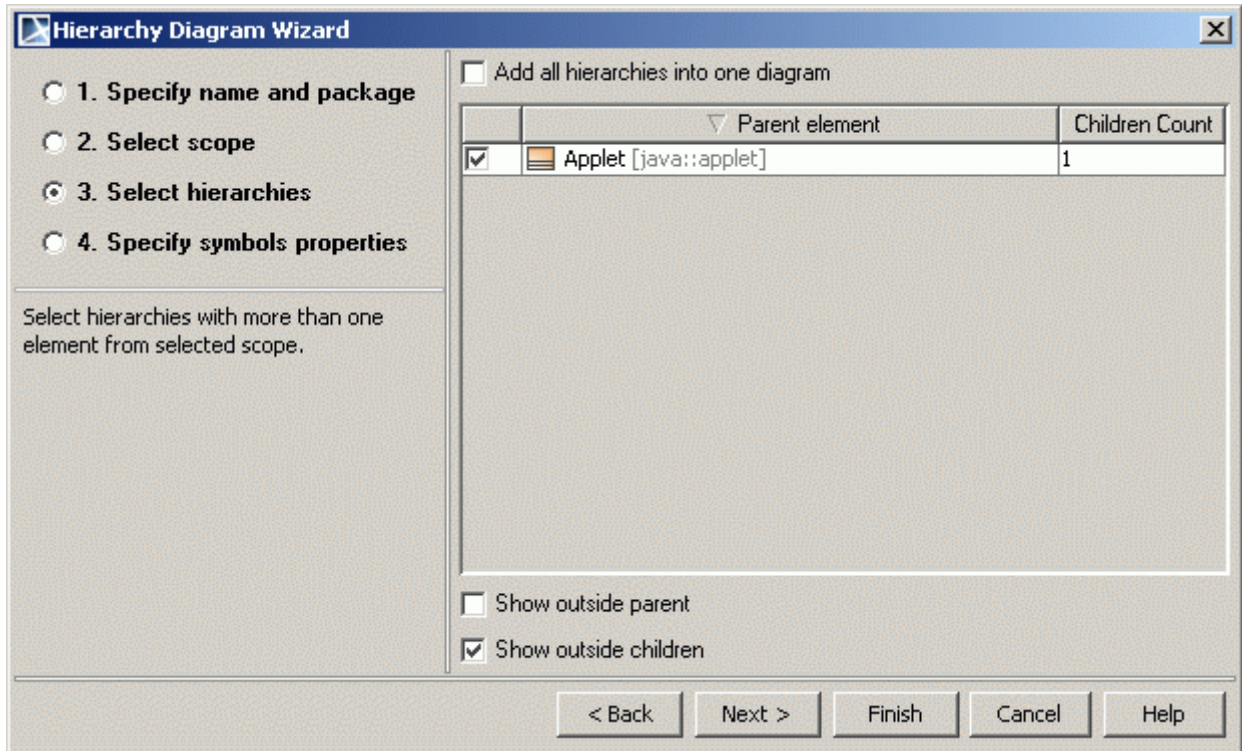 Hierarchy Diagram Wizard
1. Specify name and package
2. Select scope
3. Select hierarchies
4. Specify symbols properties
Select hierarchies with more than one
element from selected scope.
Add all hierarchies into one diagram
Parent element Children Count
Applet [java::applet] 1
Show outside parent
Show outside children
< Back Next > Finish Cancel Help